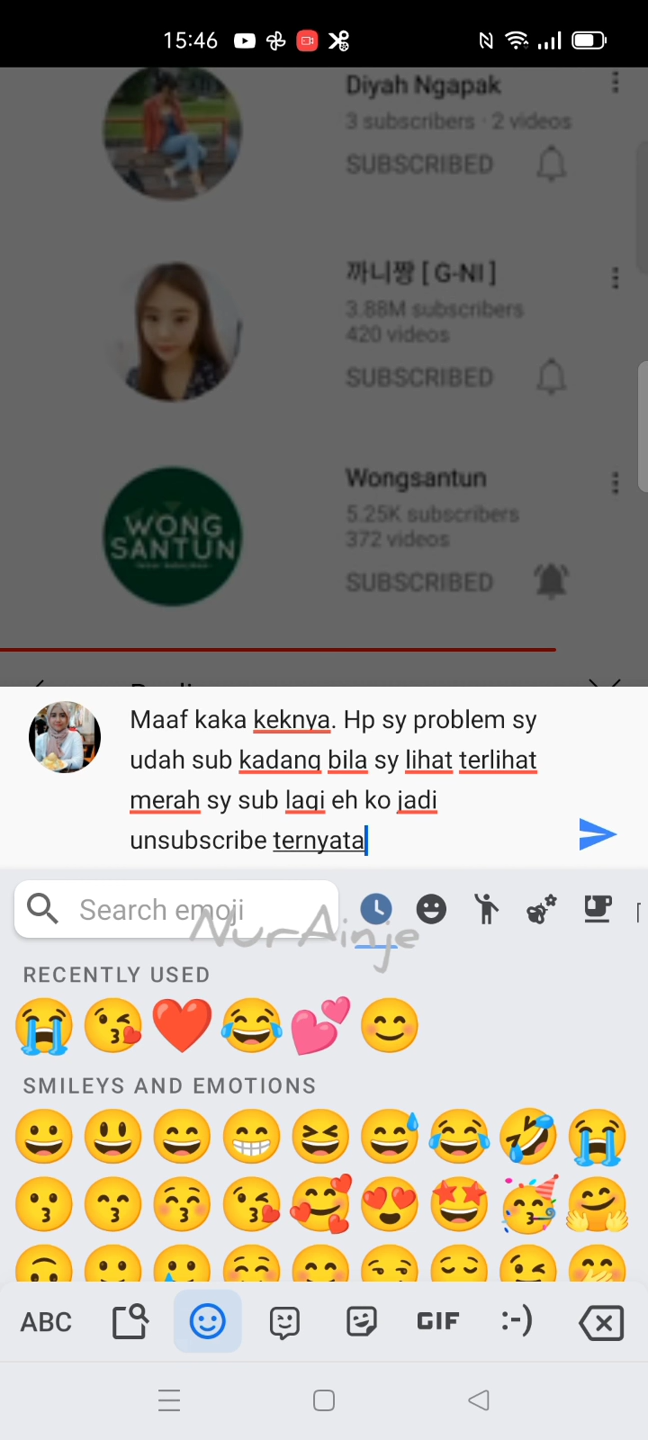 15:46
Diyah Ngapak
3 subscribers · 2 videos
SUBSCRIBED
까니짱 [ G-NI ]
3.88M subscribers
420 videos
SUBSCRIBED
WONG
SANTUN
Wongsantun
5.25K subscribers
372 videos
SUBSCRIBED
Maaf kaka keknya. Hp sy problem sy
udah sub kadang bila sy lihat terlihat
merah sy sub lagi eh ko jadi
unsubscribe ternyata
Search emoji
NurAinje
RECENTLY USED
SMILEYS AND EMOTIONS
ABC
GIF
:-)